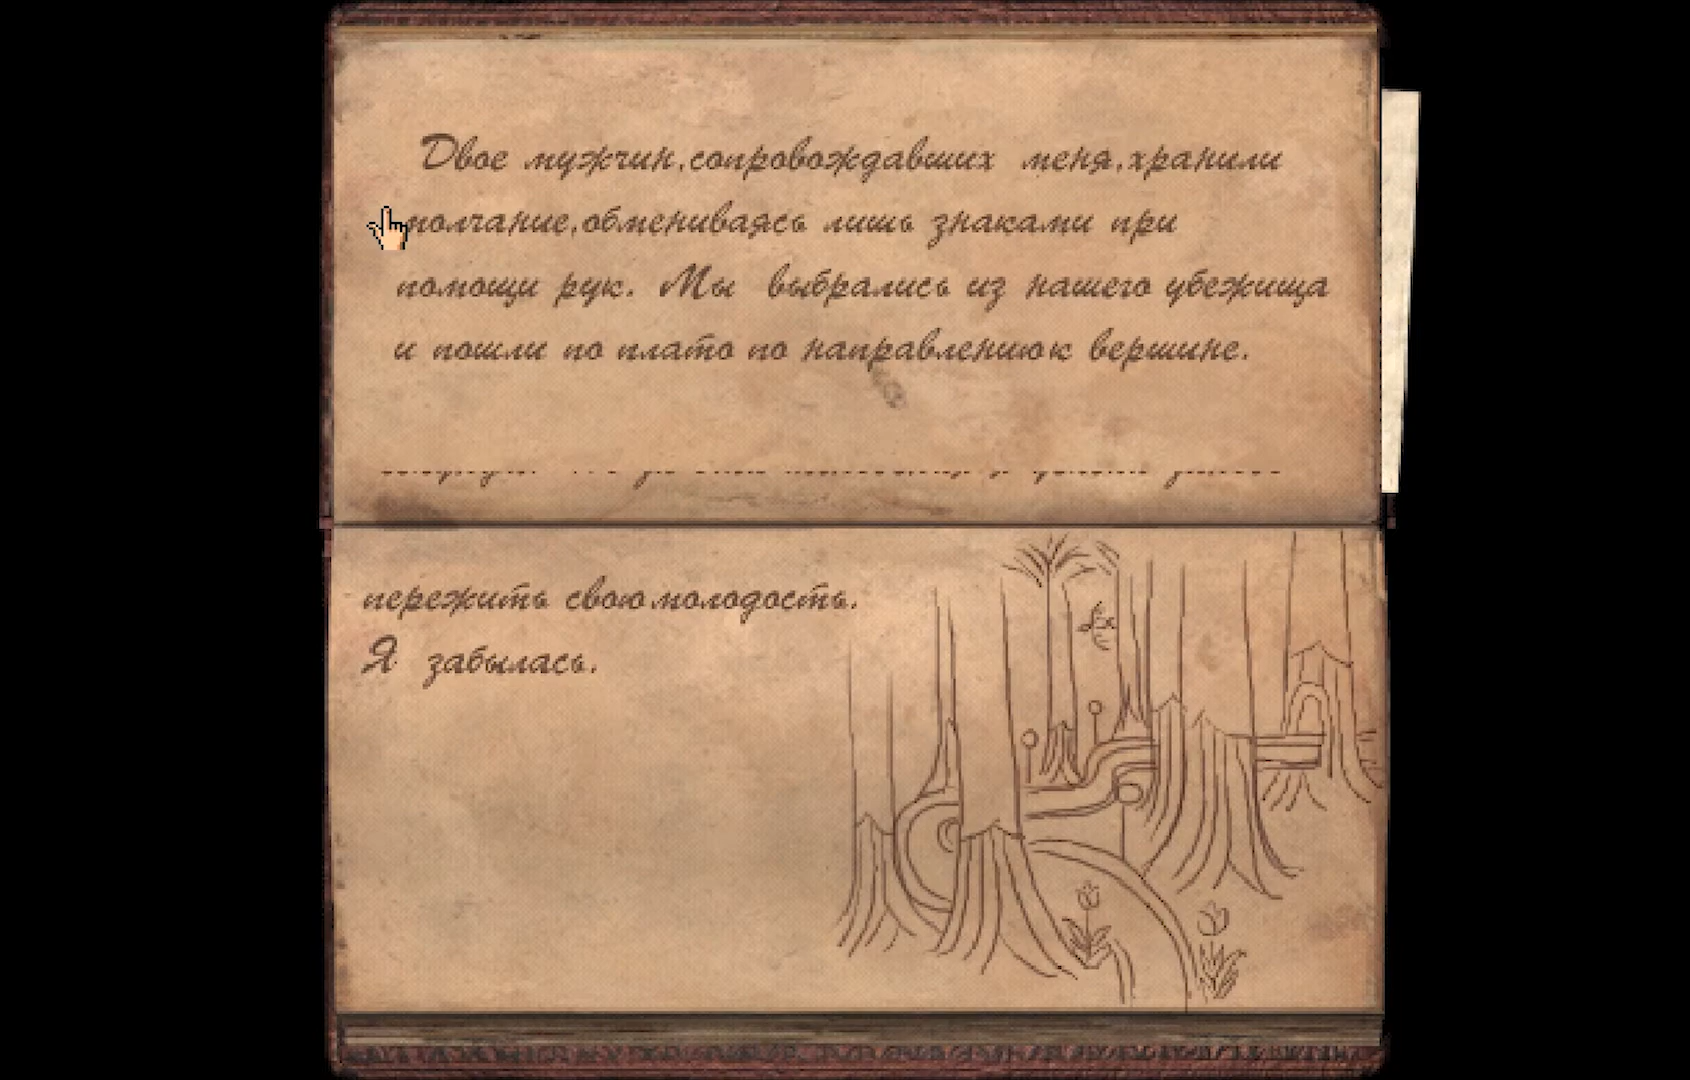 Двое мужчин,сопровождавших меня,хранили
молчание,обмениваясь лишь знаками при
помощи рук. Мы выбрались из нашего убежища
и пошли по плато по направлениюк вершине.
пережить свою молодость.
Я забылась.